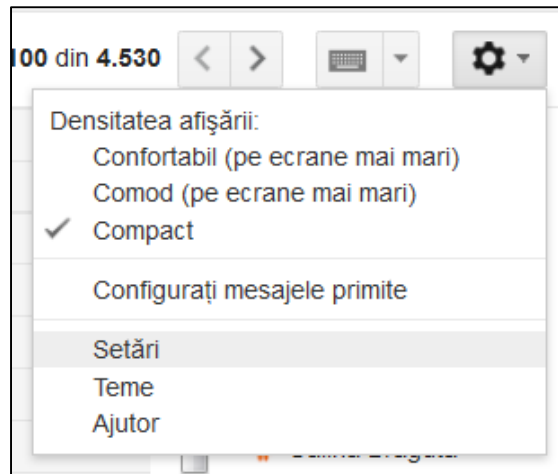 100 din 4.530
Densitatea afişării:
Confortabil (pe ecrane mai mari)
Comod (pe ecrane mai mari)
Compact
Configurați mesajele primite
Setări
Teme
Ajutor